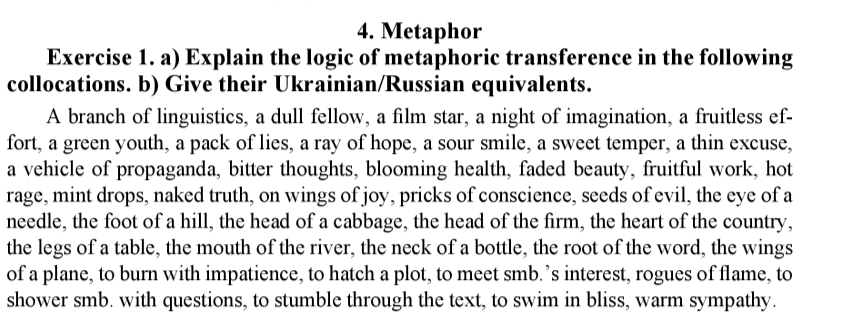 4. Metaphor
Exercise 1. a) Explain the logic of metaphoric transference in the following
collocations. b) Give their Ukrainian/Russian equivalents.
A branch of linguistics, a dull fellow, a film star, a night of imagination, a fruitless ef-
fort, a green youth, a pack of lies, a ray of hope, a sour smile, a sweet temper, a thin excuse,
a vehicle of propaganda, bitter thoughts, blooming health, faded beauty, fruitful work, hot
rage, mint drops, naked truth, on wings of joy, pricks of conscience, seeds of evil, the eye of a
needle, the foot of a hill, the head of a cabbage, the head of the firm, the heart of the country,
the legs of a table, the mouth of the river, the neck of a bottle, the root of the word, the wings
of a plane, to burn with impatience, to hatch a plot, to meet smb.'s interest, rogues of flame, to
shower smb. with questions, to stumble through the text, to swim in bliss, warm sympathy.